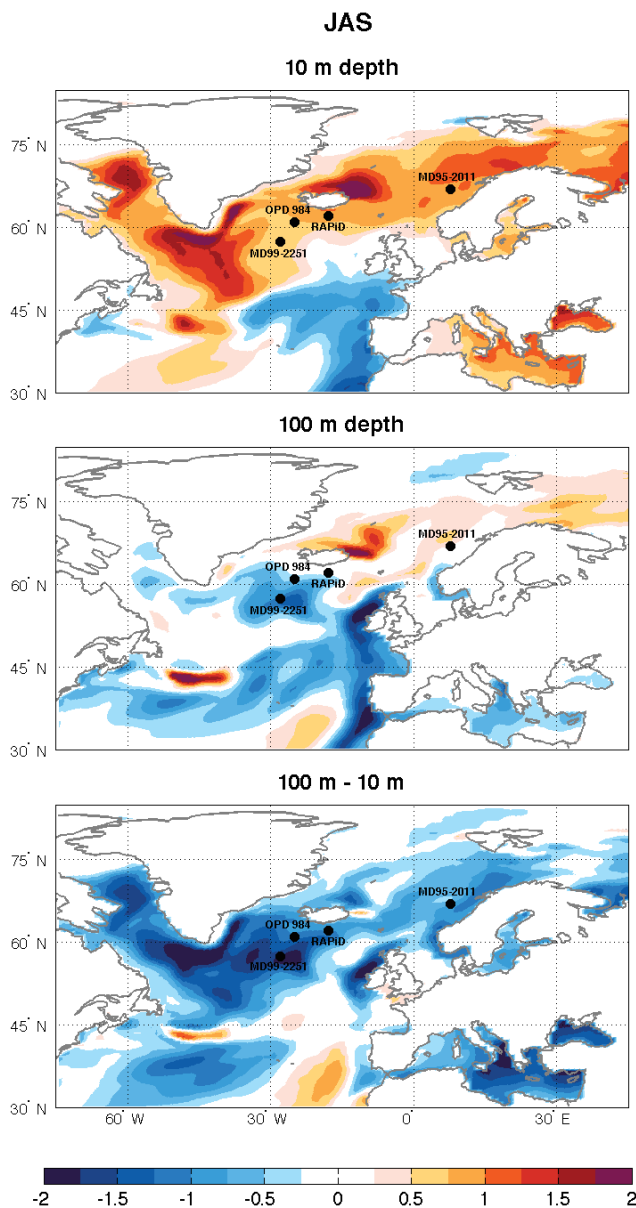 JAS
10 m depth
75° N
60° N
45° N
30° N
MD95-2011
OPD 984
RAPiD
MD99-2251
100 m depth
75° N
60° N
45° N
30° N
MD95-2011
OPD 984
RAPiD
MD99-2251
100 m - 10 m
75° N
60° N
45° N
30° N
MD95-2011
OPD 984
RAPiD
MD99-2251
60° W 30° W 0° 30° E
-2 -1.5 -1 -0.5 0 0.5 1 1.5 2